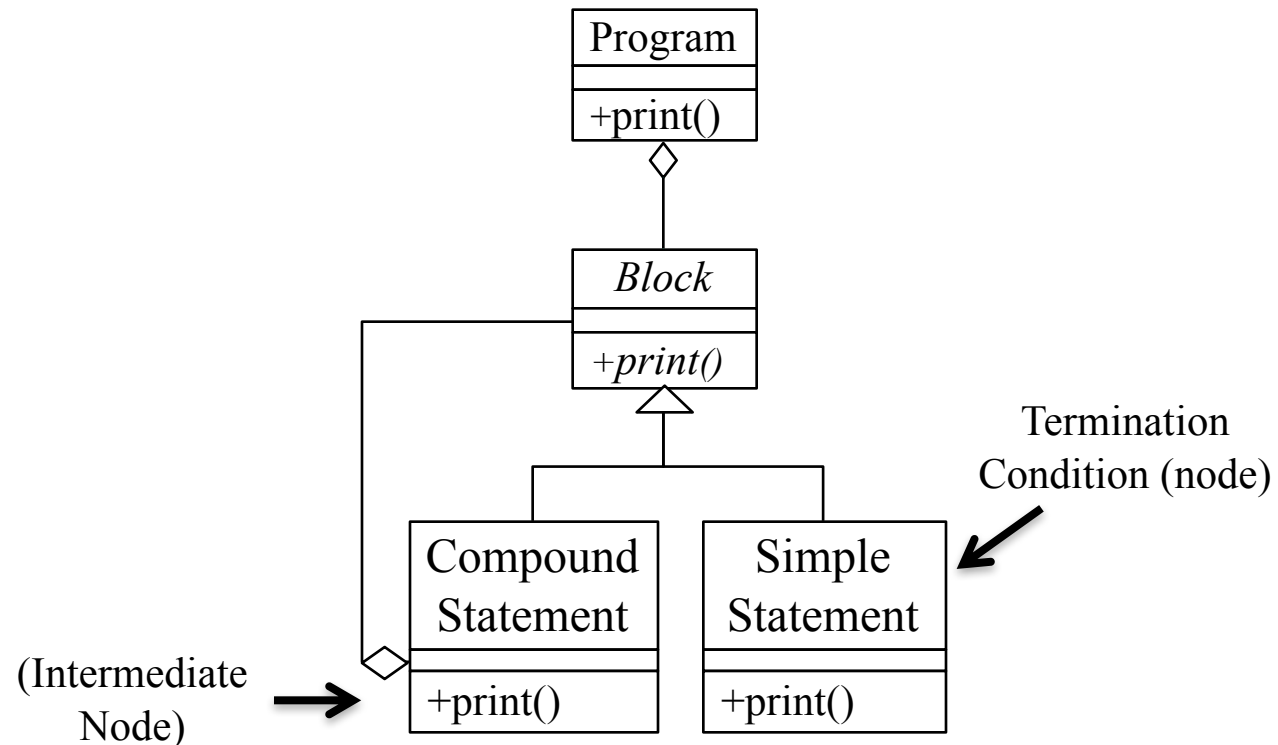 Program
+print()
Block
+print()
Termination
Condition (node)
Compound
Statement
+print()
Simple
Statement
+print()
(Intermediate
Node)